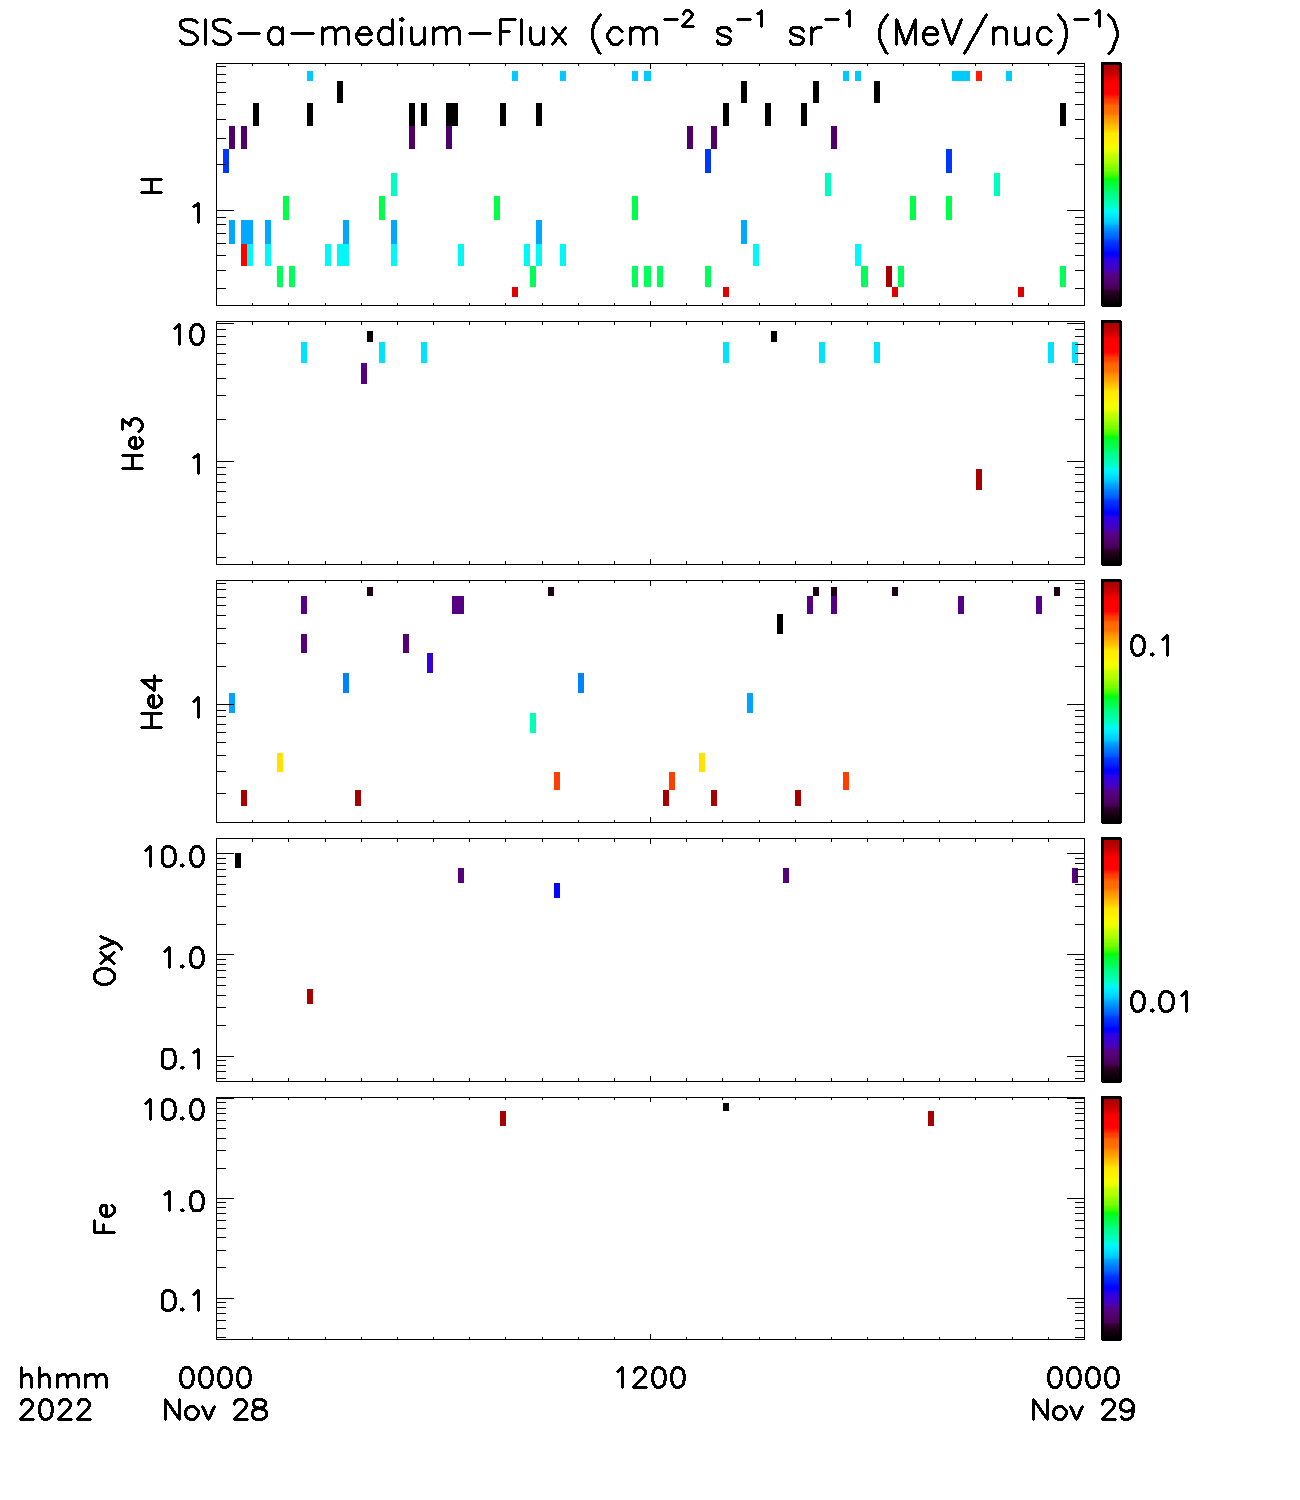 SIS-a-medium-Flux (cm⁻² s⁻¹ sr⁻¹ (MeV/nuc)⁻¹)
H
1
He3
10
1
He4
1
0.1
Oxy
10.0
1.0
0.1
0.01
Fe
10.0
1.0
0.1
hhmm 0000 1200 0000
2022 Nov 28 Nov 29